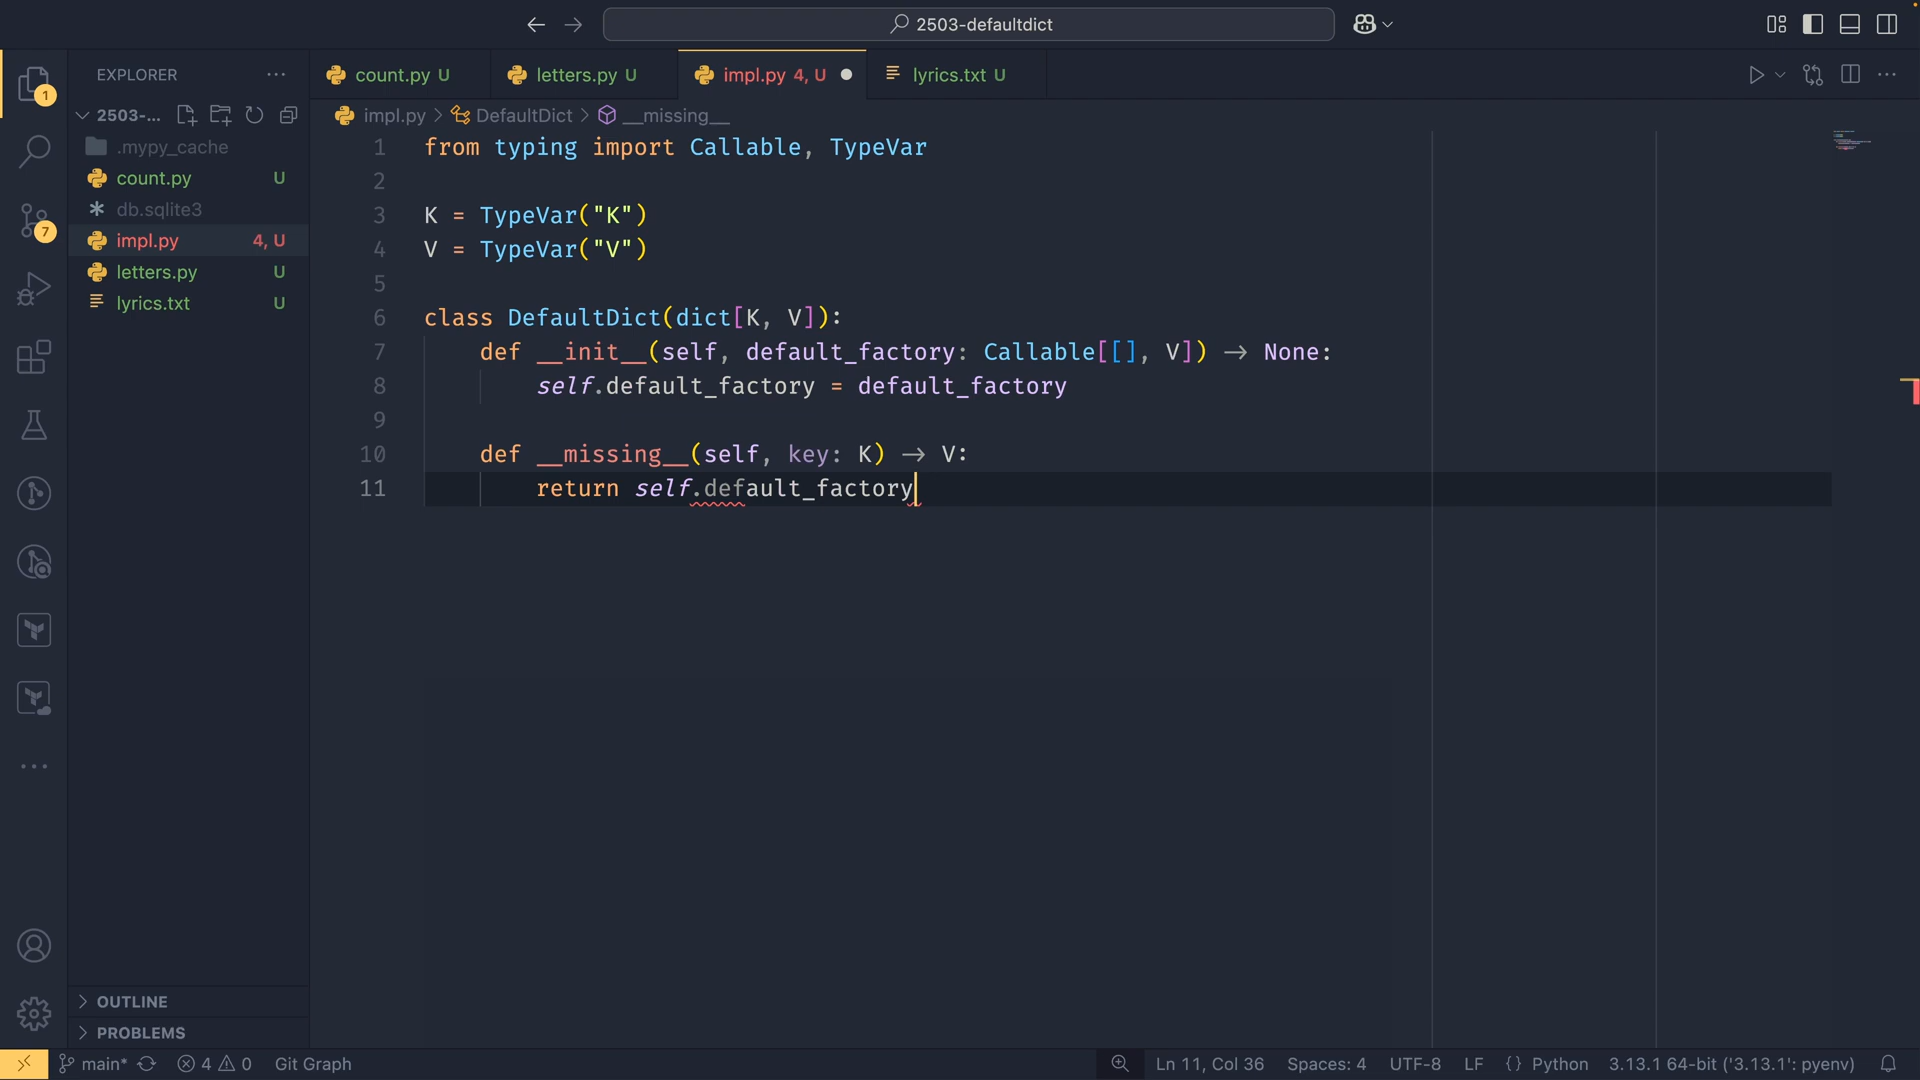 2503-defaultdict
EXPLORER
count.py U
letters.py U
impl.py 4, U
lyrics.txt U
2503-...
.mypy_cache
count.py U
db.sqlite3
impl.py 4, U
letters.py U
lyrics.txt U
1
7
impl.py > DefaultDict > __missing__
1 from typing import Callable, TypeVar
2
3 K = TypeVar("K")
4 V = TypeVar("V")
5
6 class DefaultDict(dict[K, V]):
7 def __init__(self, default_factory: Callable[[], V]) → None:
8 self.default_factory = default_factory
9
10 def __missing__(self, key: K) → V:
11 return self.default_factory
OUTLINE
PROBLEMS
main* 4 0 Git Graph Ln 11, Col 36 Spaces: 4 UTF-8 LF {} Python 3.13.1 64-bit ('3.13.1': pyenv)